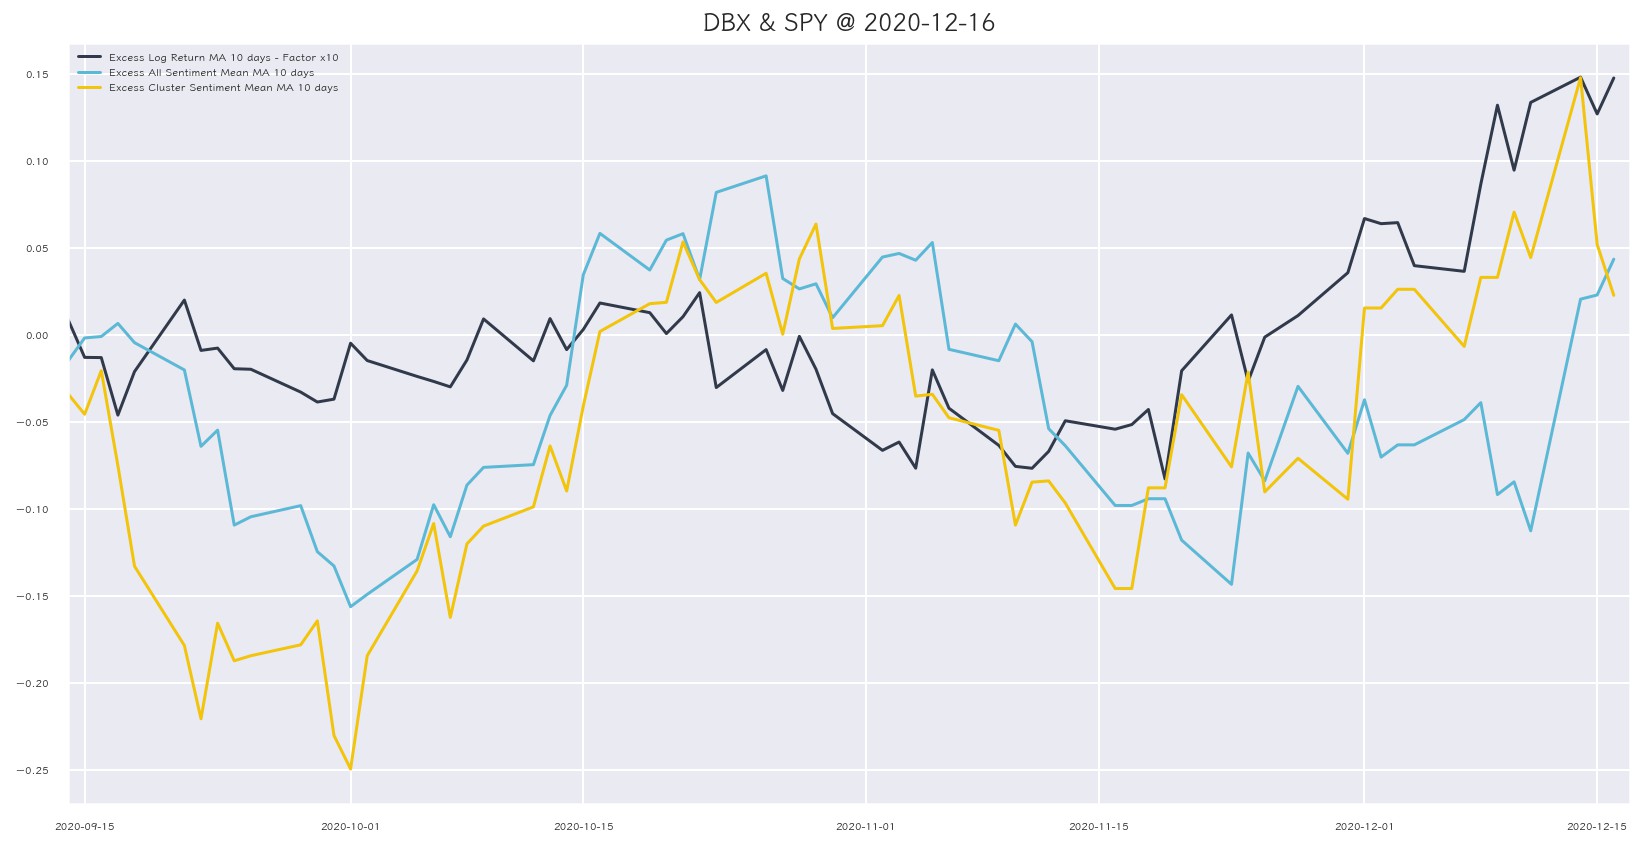 DBX & SPY @ 2020-12-16
Excess Log Return MA 10 days - Factor x10
Excess All Sentiment Mean MA 10 days
Excess Cluster Sentiment Mean MA 10 days
0.15
0.10
0.05
0.00
−0.05
−0.10
−0.15
−0.20
−0.25
2020-09-15 2020-10-01 2020-10-15 2020-11-01 2020-11-15 2020-12-01 2020-12-15